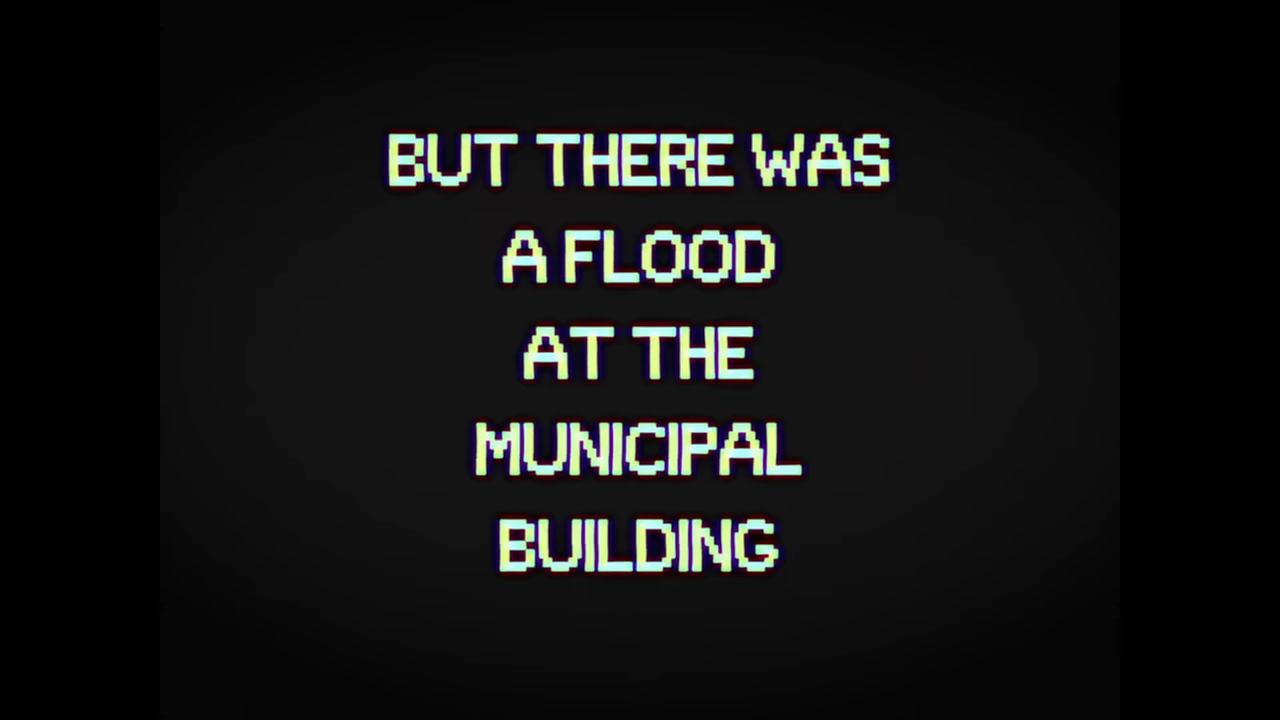 BUT THERE WAS
A FLOOD
AT THE
MUNICIPAL
BUILDING